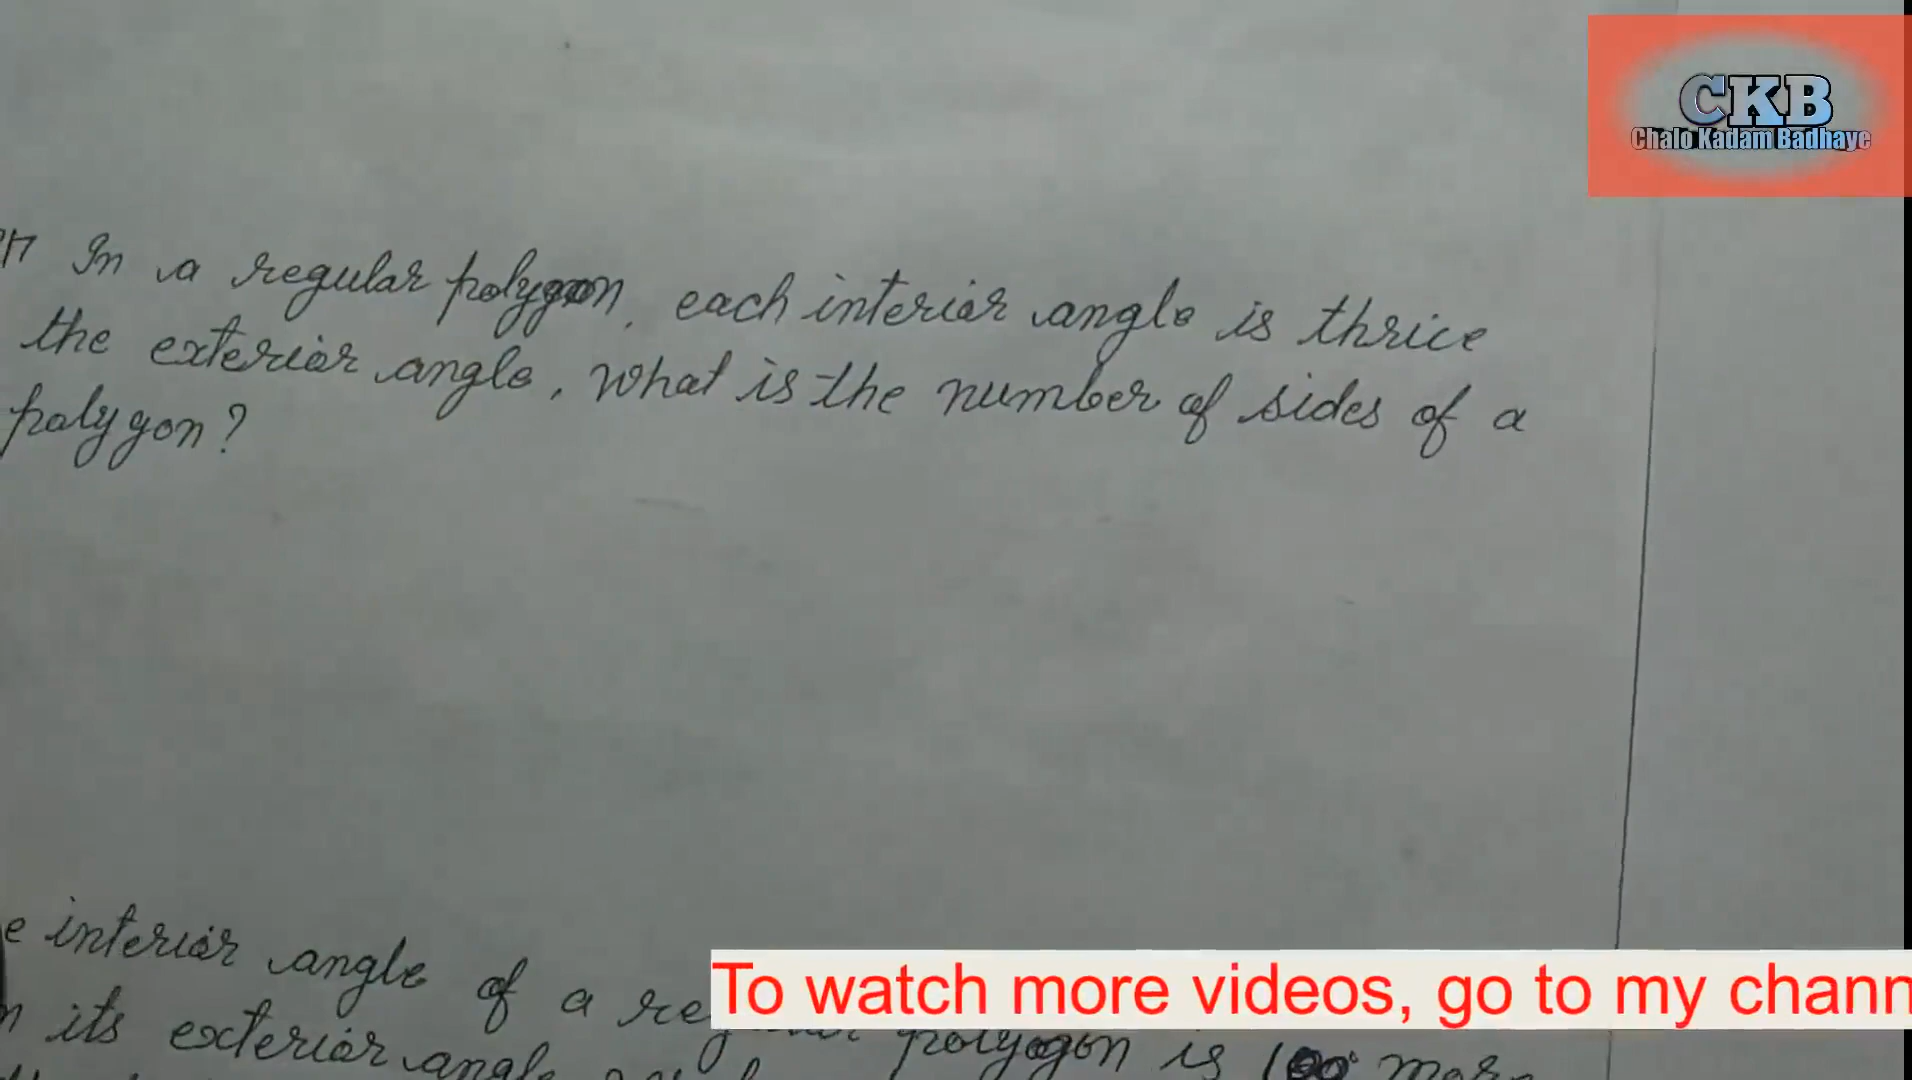 CKB
Chalo Kadam Badhaye
17 In a regular polygon, each interior angle is thrice
the exterior angle. What is the number of sides of a
polygon?
e interior angle of a
To watch more videos, go to my chann
its exterior angle polygon is 100° more